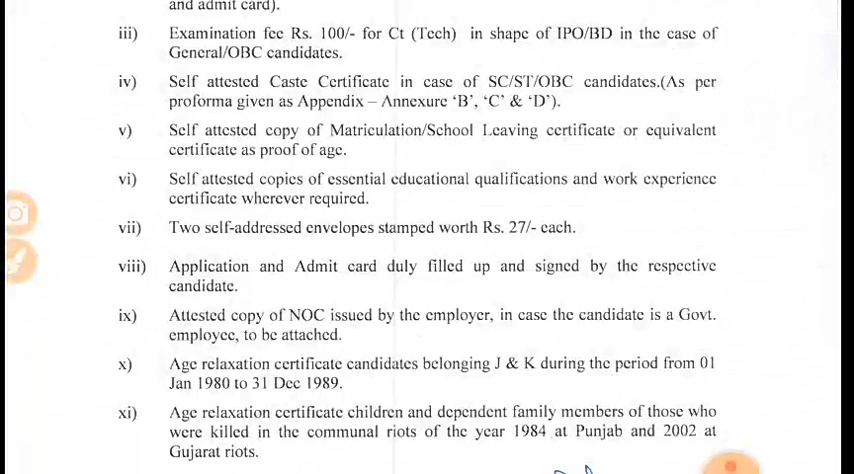 and admit card).
iii) Examination fee Rs. 100/- for Ct (Tech) in shape of IPO/BD in the case of
General/OBC candidates.
iv) Self attested Caste Certificate in case of SC/ST/OBC candidates.(As per
proforma given as Appendix – Annexure ‘B’, ‘C’ & ‘D’).
v) Self attested copy of Matriculation/School Leaving certificate or equivalent
certificate as proof of age.
vi) Self attested copies of essential educational qualifications and work experience
certificate wherever required.
vii) Two self-addressed envelopes stamped worth Rs. 27/- each.
viii) Application and Admit card duly filled up and signed by the respective
candidate.
ix) Attested copy of NOC issued by the employer, in case the candidate is a Govt.
employee, to be attached.
x) Age relaxation certificate candidates belonging J & K during the period from 01
Jan 1980 to 31 Dec 1989.
xi) Age relaxation certificate children and dependent family members of those who
were killed in the communal riots of the year 1984 at Punjab and 2002 at
Gujarat riots.